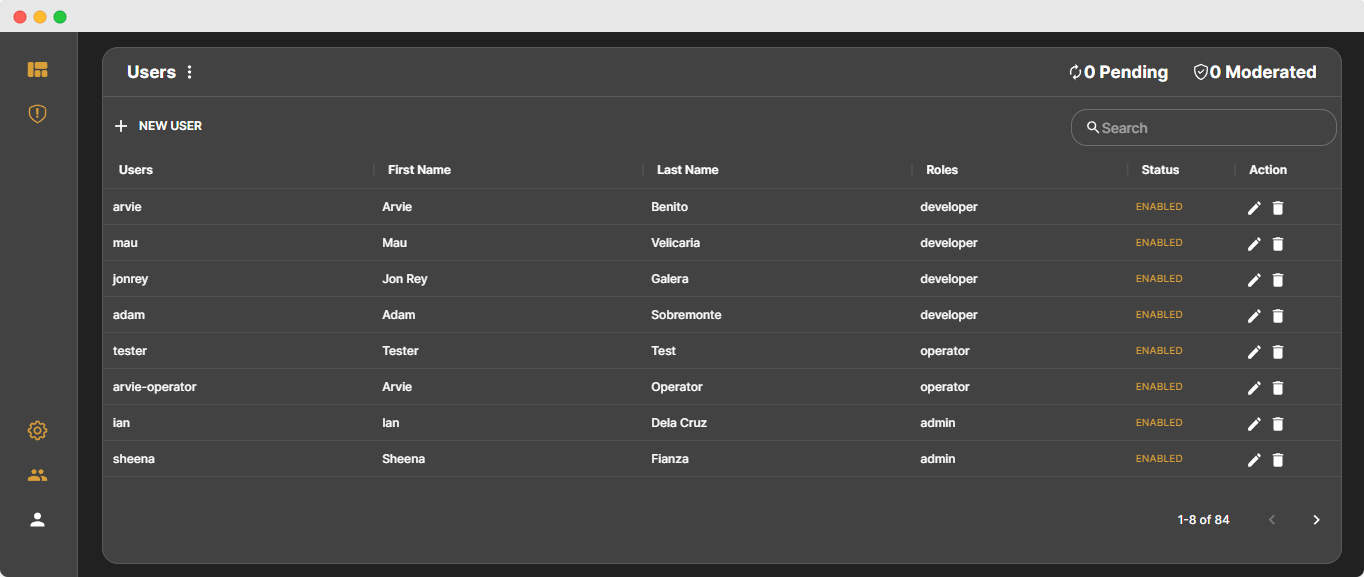 Users 0 Pending 0 Moderated
NEW USER Search
Users First Name Last Name Roles Status Action
arvie Arvie Benito developer ENABLED
mau Mau Velicaria developer ENABLED
jonrey Jon Rey Galera developer ENABLED
adam Adam Sobremonte developer ENABLED
tester Tester Test operator ENABLED
arvie-operator Arvie Operator operator ENABLED
ian Ian Dela Cruz admin ENABLED
sheena Sheena Fianza admin ENABLED
1-8 of 84